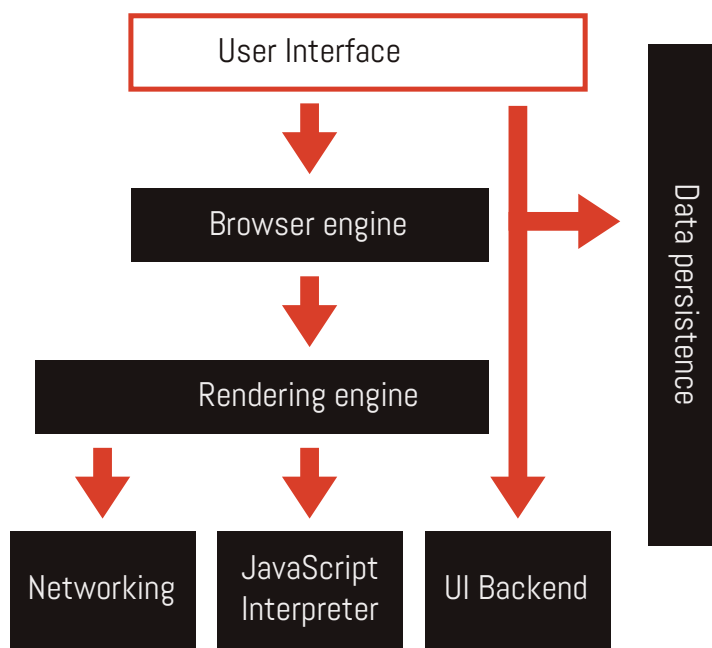 User Interface
Browser engine
Data persistence
Rendering engine
Networking
JavaScript
Interpreter
UI Backend